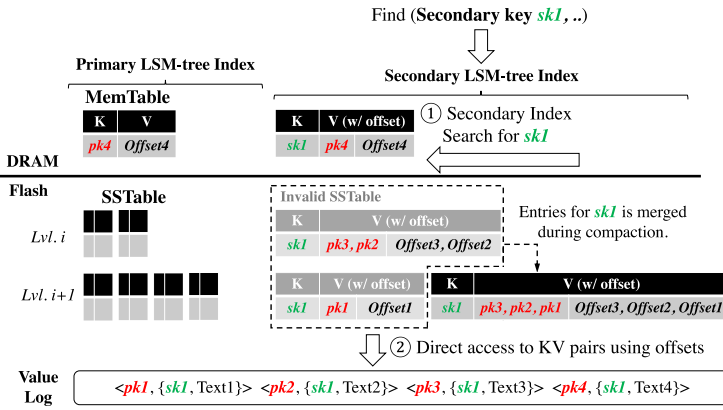 Find (Secondary key sk1, ..)
Primary LSM-tree Index
Secondary LSM-tree Index
MemTable
K V
pk4 Offset4
K V (w/ offset)
sk1 pk4 Offset4
① Secondary Index
Search for sk1
DRAM
Flash
SSTable
Lvl. i
Lvl. i+1
Invalid SSTable
K V (w/ offset)
sk1 pk3, pk2 Offset3, Offset2
Entries for sk1 is merged
during compaction.
K V (w/ offset)
sk1 pk1 Offset1
K V (w/ offset)
sk1 pk3, pk2, pk1 Offset3, Offset2, Offset1
② Direct access to KV pairs using offsets
Value
Log
<pk1, {sk1, Text1}> <pk2, {sk1, Text2}> <pk3, {sk1, Text3}> <pk4, {sk1, Text4}>